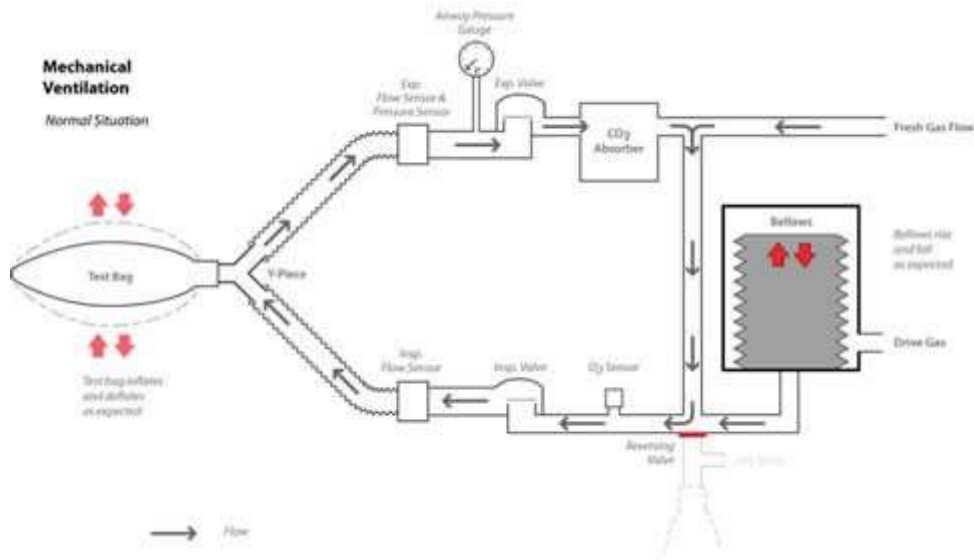 Mechanical
Ventilation
Normal Situation
Airway Pressure
Gauge
Exp.
Flow Sensor &
Pressure Sensor
Exp. Valve
CO2
Absorber
Fresh Gas Flow
Bellows
Bellows rise
and fall
as expected
Test Bag
Y-Piece
Drive Gas
Insp.
Flow Sensor
Insp. Valve
O2 Sensor
Test bag inflates
and deflates
as expected
Reversing
Valve
Flow